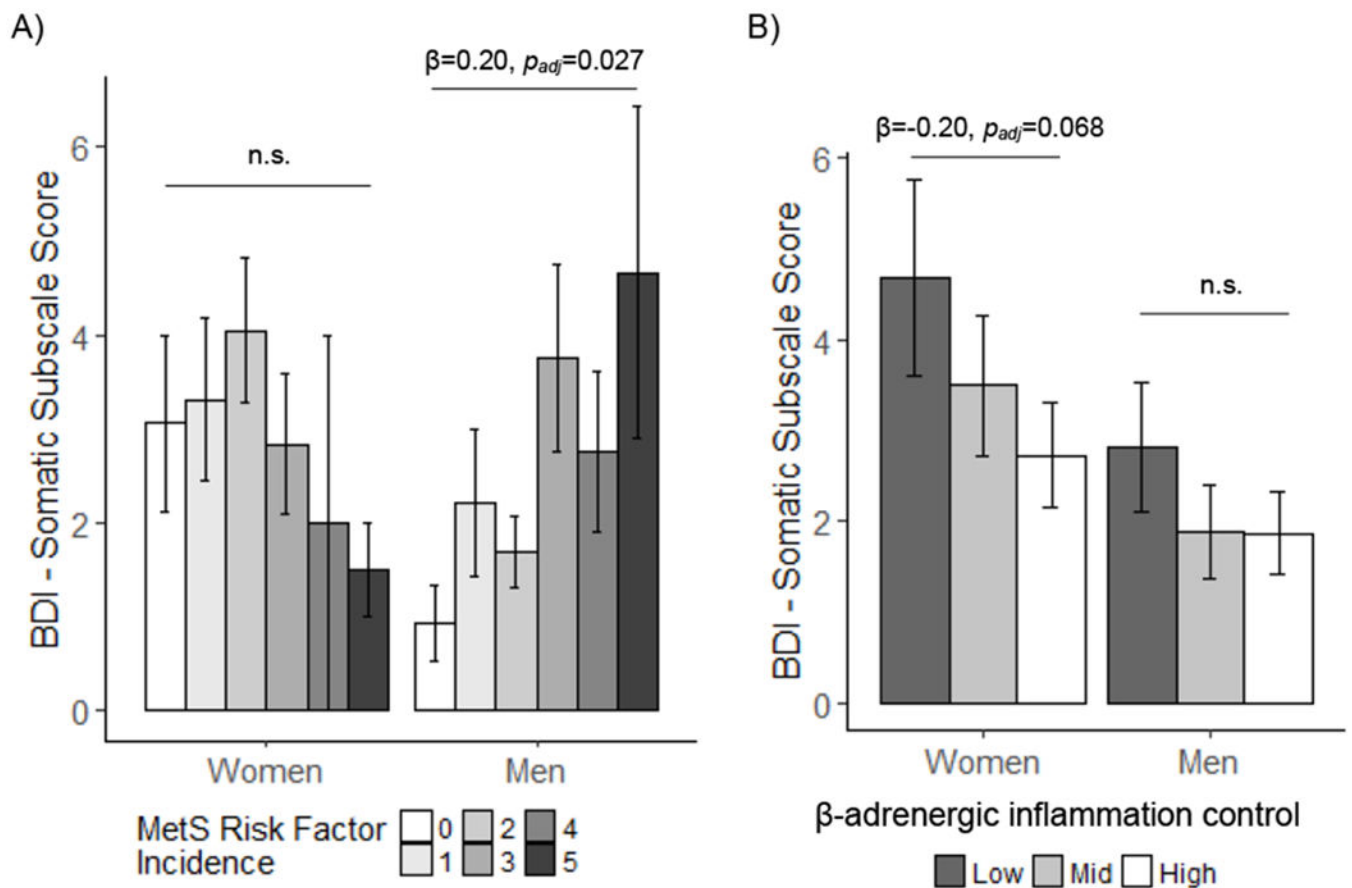 A)
β=0.20, padj=0.027
n.s.
BDI - Somatic Subscale Score
6
4
2
0
Women
Men
MetS Risk Factor
Incidence
0
2
4
1
3
5
B)
β=-0.20, padj=0.068
n.s.
BDI - Somatic Subscale Score
6
4
2
0
Women
Men
β-adrenergic inflammation control
Low
Mid
High